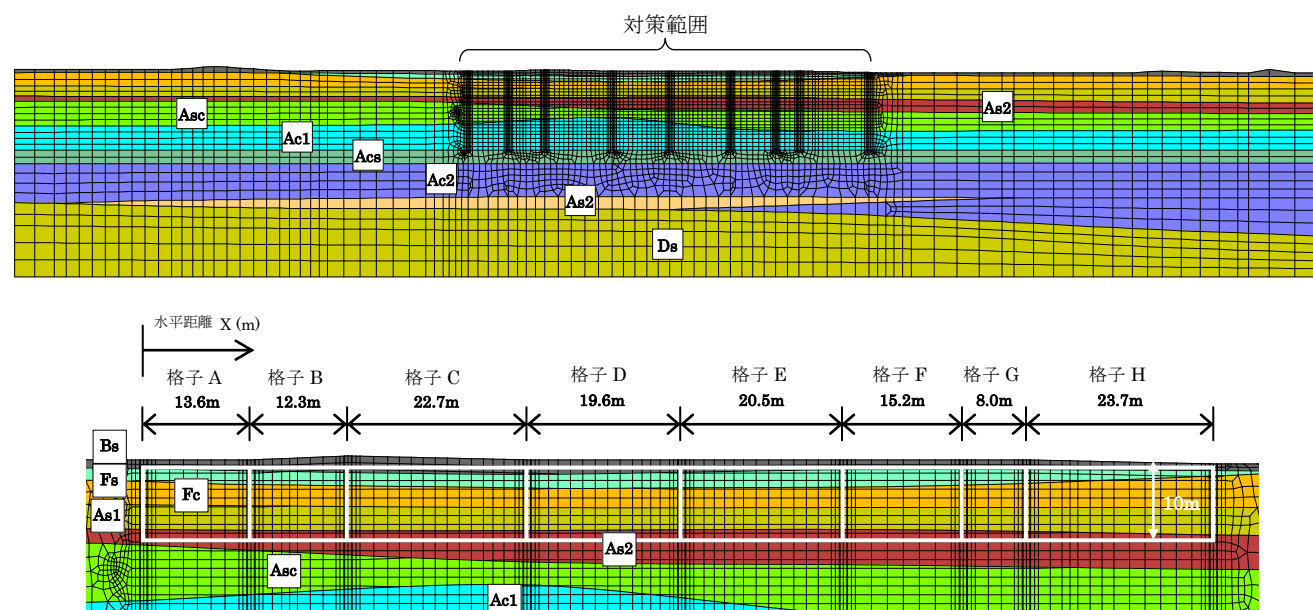 対策範囲
Asc
As2
Ac1
Acs
Ac2
As2
Ds
水平距離 X (m)
格子 A 格子 B 格子 C 格子 D 格子 E 格子 F 格子 G 格子 H
13.6m 12.3m 22.7m 19.6m 20.5m 15.2m 8.0m 23.7m
Bs
Fs
Fc
As1
10m
As2
Asc
Ac1